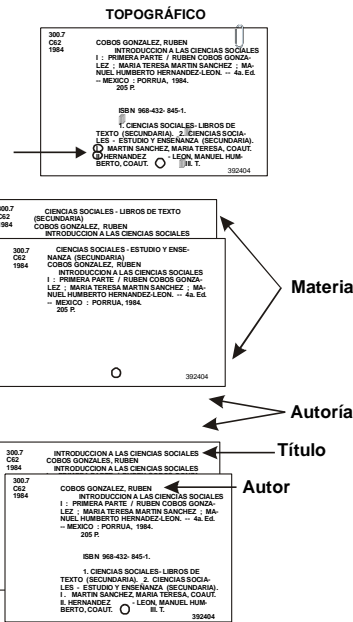 TOPOGRÁFICO
300.7
C62 COBOS GONZALEZ, RUBEN
1984 INTRODUCCION A LAS CIENCIAS SOCIALES
I : PRIMERA PARTE / RUBEN COBOS GONZA-
LEZ ; MARIA TERESA MARTIN SANCHEZ ; MA-
NUEL HUMBERTO HERNANDEZ-LEON. -- 4a. Ed.
-- MEXICO : PORRUA, 1984.
205 P.
ISBN 968-432- 845-1.
1. CIENCIAS SOCIALES- LIBROS DE
TEXTO (SECUNDARIA). 2. CIENCIAS SOCIA-
LES - ESTUDIO Y ENSEÑANZA (SECUNDARIA).
I. MARTIN SANCHEZ, MARIA TERESA, COAUT.
II. HERNANDEZ - LEON, MANUEL HUM-
BERTO, COAUT. III. T.
392404
300.7 CIENCIAS SOCIALES - LIBROS DE TEXTO
C62 (SECUNDARIA)
1984 COBOS GONZALEZ, RUBEN
INTRODUCCION A LAS CIENCIAS SOCIALES
300.7 CIENCIAS SOCIALES - ESTUDIO Y ENSE-
C62 NANZA (SECUNDARIA)
1984 COBOS GONZALEZ, RUBEN
INTRODUCCION A LAS CIENCIAS SOCIALES
I : PRIMERA PARTE / RUBEN COBOS GONZA-
LEZ ; MARIA TERESA MARTIN SANCHEZ ; MA-
NUEL HUMBERTO HERNANDEZ-LEON. -- 4a. Ed.
-- MEXICO : PORRUA, 1984.
205 P.
392404
Materia
Autoría
Título
300.7 INTRODUCCION A LAS CIENCIAS SOCIALES
C62 COBOS GONZALES, RUBEN
1984 INTRODUCCION A LAS CIENCIAS SOCIALES
Autor
300.7
C62 COBOS GONZALEZ, RUBEN
1984 INTRODUCCION A LAS CIENCIAS SOCIALES
I : PRIMERA PARTE / RUBEN COBOS GONZA-
LEZ ; MARIA TERESA MARTIN SANCHEZ ; MA-
NUEL HUMBERTO HERNADEZ-LEON. -- 4a. Ed.
-- MEXICO : PORRUA, 1984.
205 P.
ISBN 968-432- 845-1.
1. CIENCIAS SOCIALES- LIBROS DE
TEXTO (SECUNDARIA). 2. CIENCIAS SOCIA-
LES - ESTUDIO Y ENSEÑANZA (SECUNDARIA).
I. MARTIN SANCHEZ, MARIA TERESA, COAUT.
II. HERNANDEZ - LEON, MANUEL HUM-
BERTO, COAUT. III. T.
392404